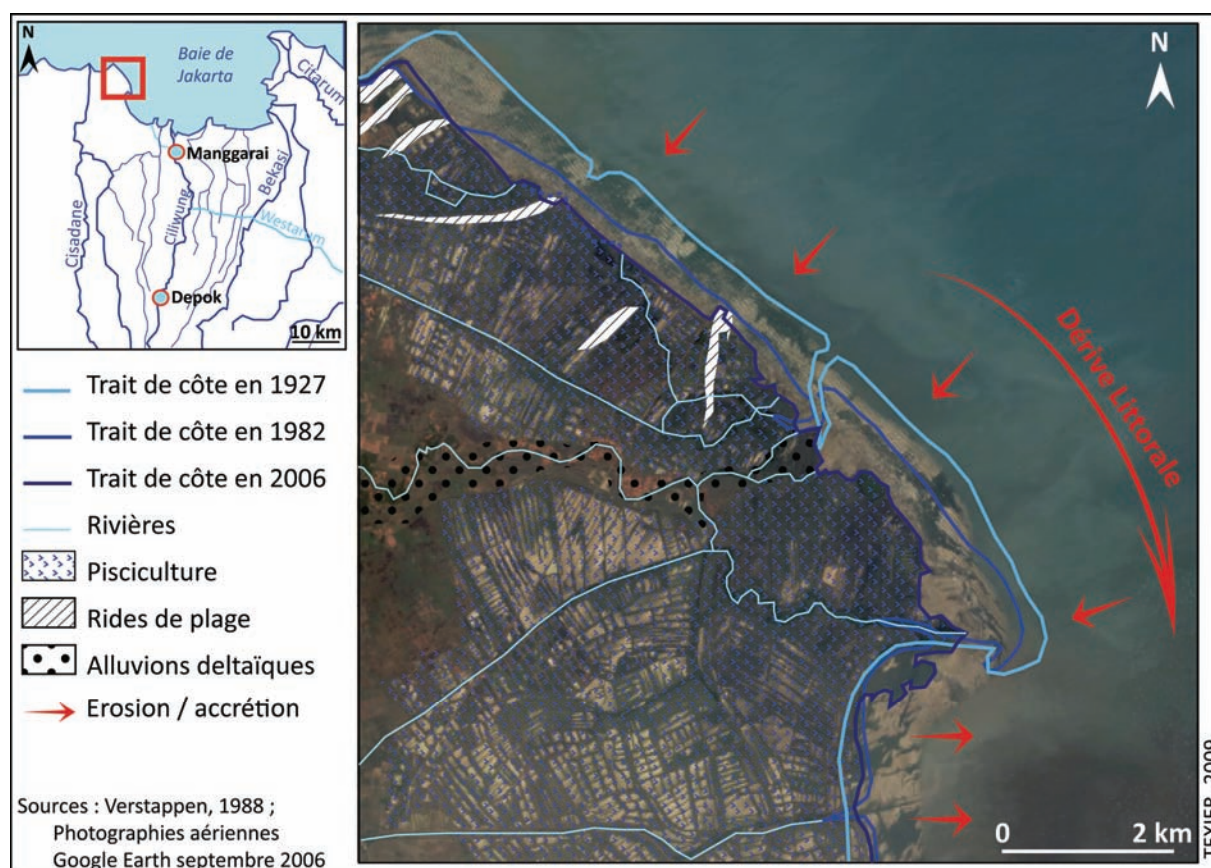 N
Baie de
Jakarta
Citarum
Manggarai
Bekasi
Ciliwung
Westarum
Cisadane
Depok
10 km
Trait de côte en 1927
Trait de côte en 1982
Trait de côte en 2006
Rivières
Pisciculture
Rides de plage
Alluvions deltaïques
Erosion / accrétion
Sources : Verstappen, 1988 ;
Photographies aériennes
Google Earth septembre 2006
N
Dérive Littorale
0 2 km
TEXIER, 2009